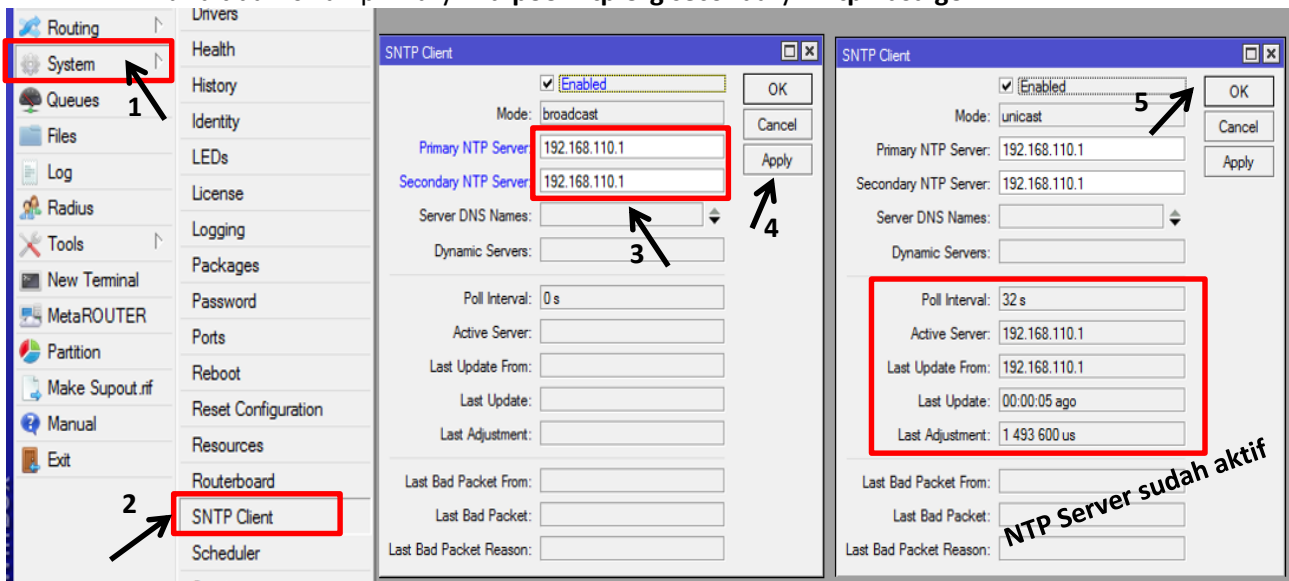 Routing
System
1
Queues
Files
Log
Radius
Tools
New Terminal
MetaROUTER
Partition
Make Supout.rif
Manual
Exit
2
Drivers
Health
History
Identity
LEDs
License
Logging
Packages
Password
Ports
Reboot
Reset Configuration
Resources
Routerboard
SNTP Client
Scheduler
SNTP Client
Enabled
Mode: broadcast
Primary NTP Server: 192.168.110.1
Secondary NTP Server: 192.168.110.1
Server DNS Names:
Dynamic Servers:
Poll Interval: 0 s
Active Server:
Last Update From:
Last Update:
Last Adjustment:
Last Bad Packet From:
Last Bad Packet:
Last Bad Packet Reason:
OK
Cancel
Apply
3
4
SNTP Client
Enabled
Mode: unicast
Primary NTP Server: 192.168.110.1
Secondary NTP Server: 192.168.110.1
Server DNS Names:
Dynamic Servers:
Poll Interval: 32 s
Active Server: 192.168.110.1
Last Update From: 192.168.110.1
Last Update: 00:00:05 ago
Last Adjustment: 1 493 600 us
Last Bad Packet From:
Last Bad Packet:
Last Bad Packet Reason:
OK
Cancel
Apply
5
NTP Server sudah aktif